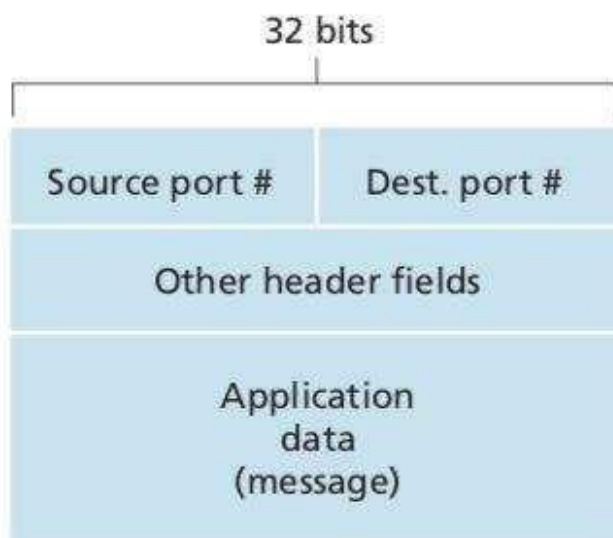 32 bits
Source port # Dest. port #
Other header fields
Application
data
(message)